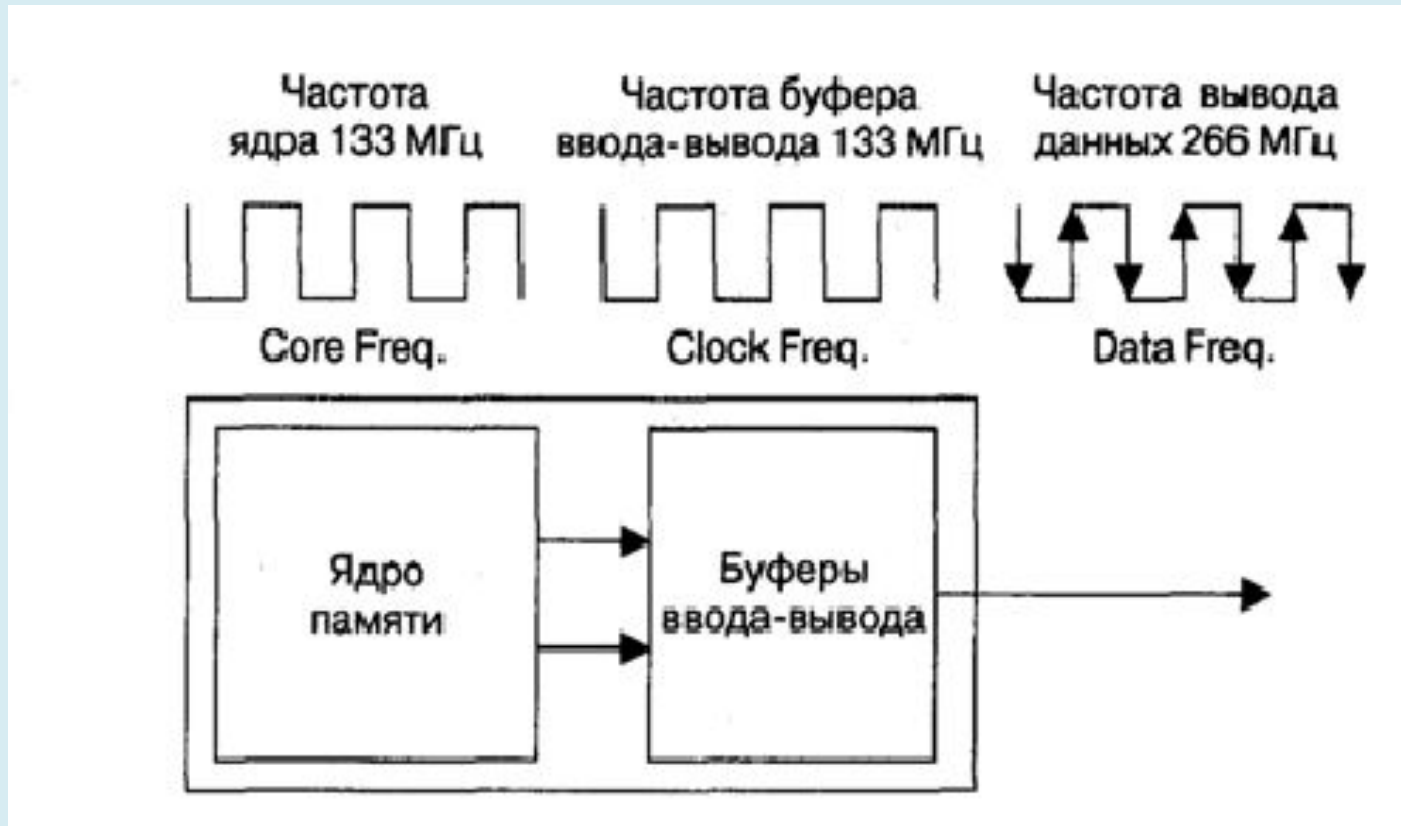 Частота
ядра 133 МГц
Частота буфера
ввода-вывода 133 МГц
Частота вывода
данных 266 МГц
Core Freq.
Clock Freq.
Data Freq.
Ядро
памяти
Буферы
ввода-вывода